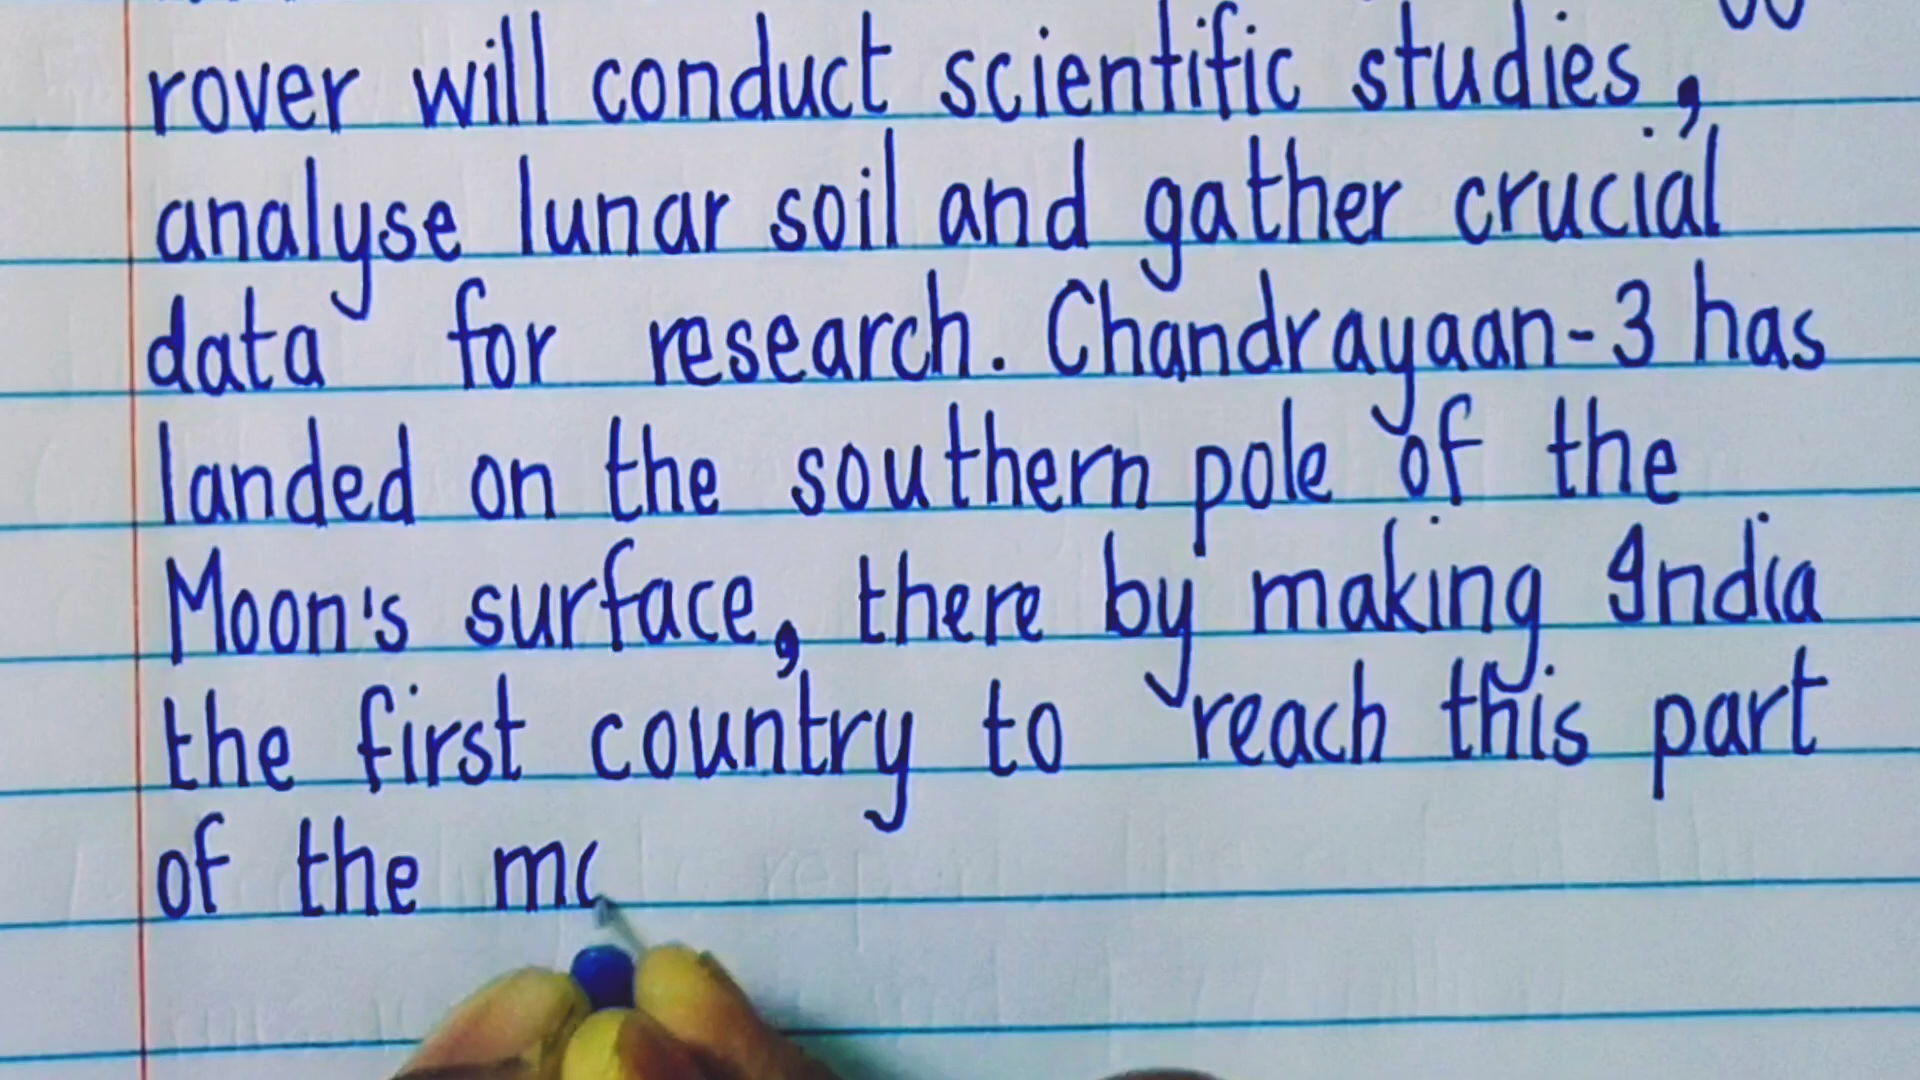 rover will conduct scientific studies,
analyse lunar soil and gather crucial
data for research. Chandrayaan-3 has
landed on the southern pole of the
Moon's surface, there by making India
the first country to reach this part
of the